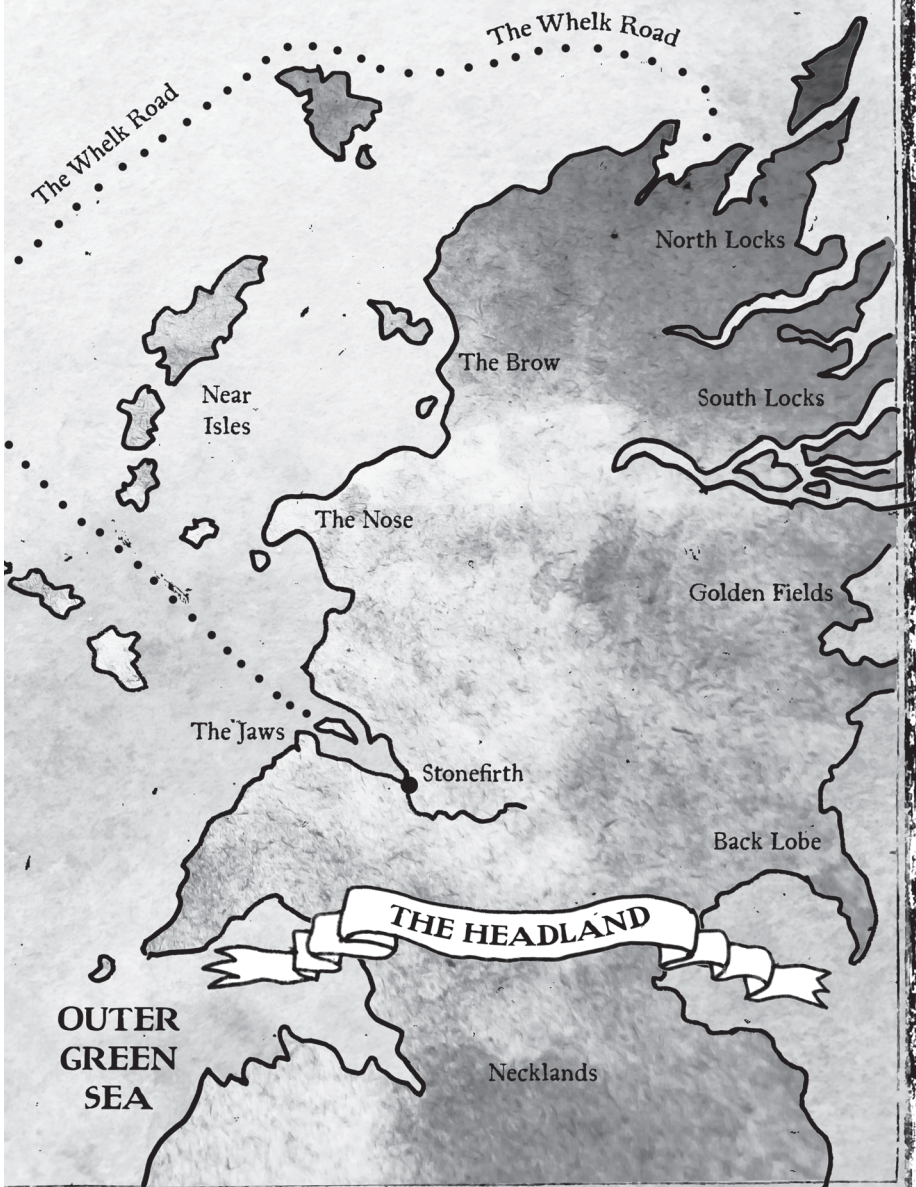 The Whelk Road
The Whelk Road
North Locks
The Brow
Near
Isles
South Locks
The Nose
Golden Fields
The Jaws
Stonefirth
Back Lobe
THE HEADLAND
OUTER
GREEN
SEA
Necklands